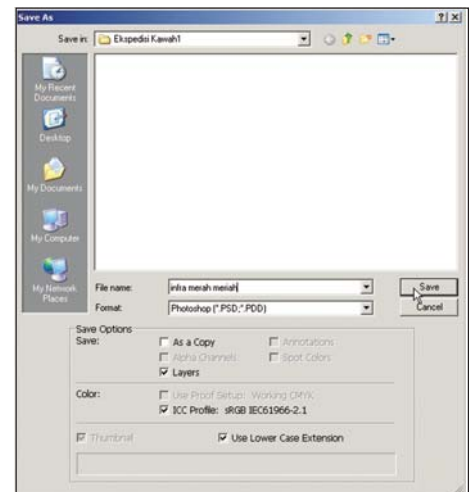 Save As
Save in: Ekspedisi Kawah1
My Recent
Documents
Desktop
My Documents
My Computer
My Network
Places
File name: infra merah meriah
Save
Format: Photoshop (*.PSD;*.PDD)
Cancel
Save Options
Save:
As a Copy
Annotations
Alpha Channels
Spot Colors
Layers
Color:
Use Proof Setup: Working CMYK
ICC Profile: sRGB IEC61966-2.1
Thumbnail
Use Lower Case Extension